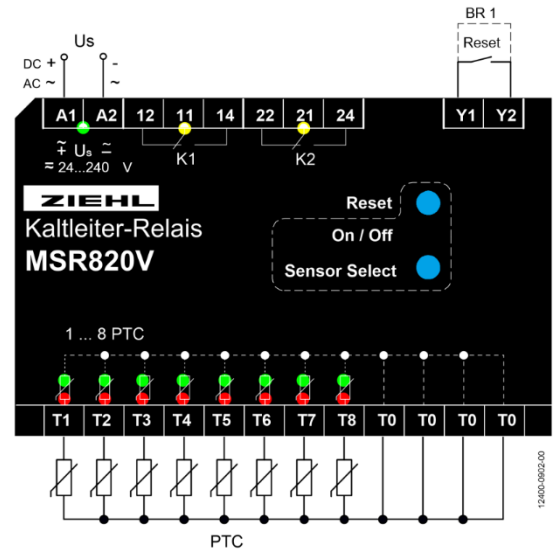 BR 1
Us
Reset
DC + -
AC ~ ~
A1 A2 12 11 14 22 21 24 Y1 Y2
K1 K2
∓ Us ≃
≂ 24...240 V
ZIEHL
Kaltleiter-Relais
MSR820V
Reset
On / Off
Sensor Select
1 ... 8 PTC
T1 T2 T3 T4 T5 T6 T7 T8 T0 T0 T0 T0
PTC
12400-0902-00